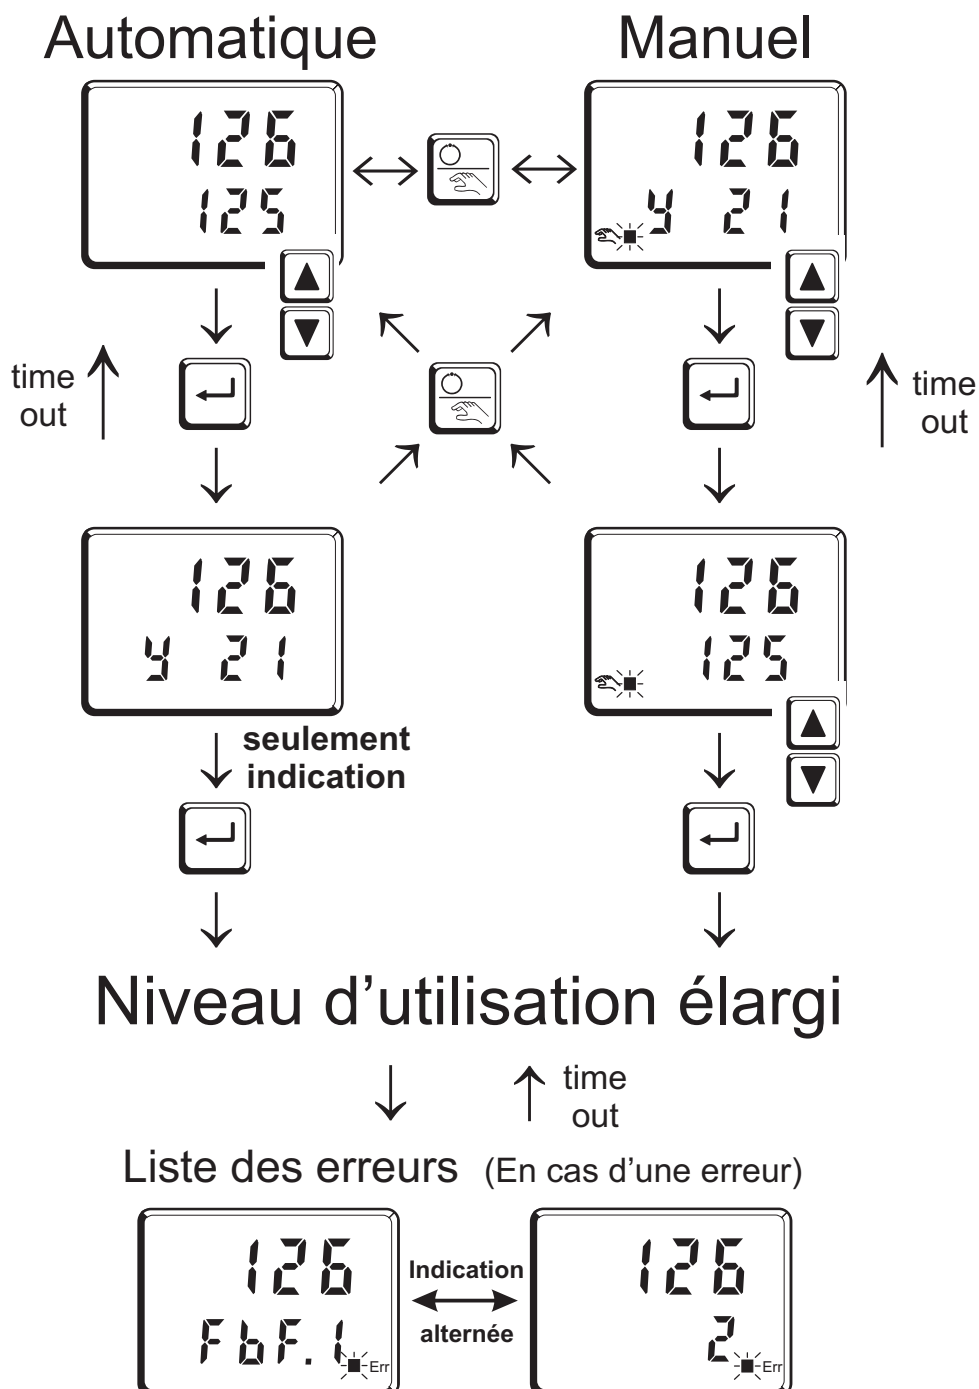 Automatique
Manuel
126
125
126
y 21
time
out
time
out
126
y 21
126
125
seulement
indication
Niveau d’utilisation élargi
time
out
Liste des erreurs (En cas d’une erreur)
126
FbF.1
Err
Indication
alternée
126
2
Err